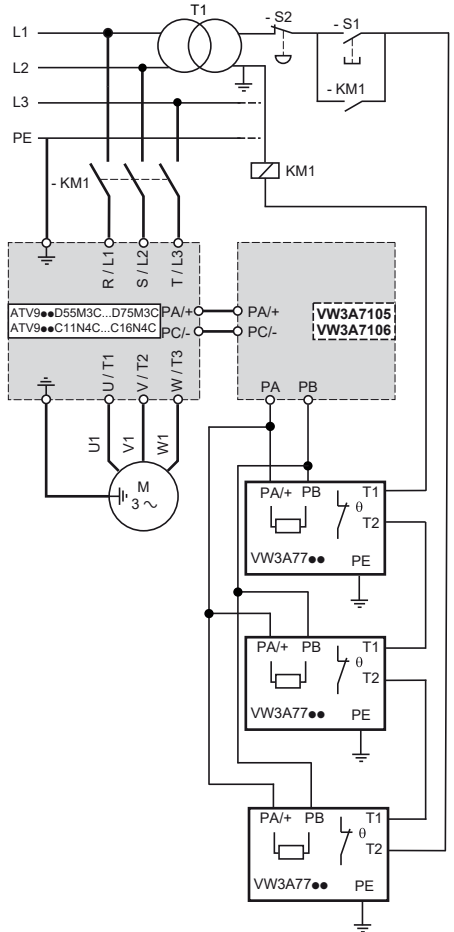 T1
L1
- S2
- S1
L2
- KM1
L3
PE
KM1
- KM1
R / L1
S / L2
T / L3
ATV9●●D55M3C...D75M3C
ATV9●●C11N4C...C16N4C
PA/+
PC/-
PA/+
PC/-
VW3A7105
VW3A7106
U / T1
V / T2
W / T3
PA
PB
U1
V1
W1
M
3 ~
PA/+
PB
T1
θ
T2
VW3A77●●
PE
PA/+
PB
T1
θ
T2
VW3A77●●
PE
PA/+
PB
T1
θ
T2
VW3A77●●
PE